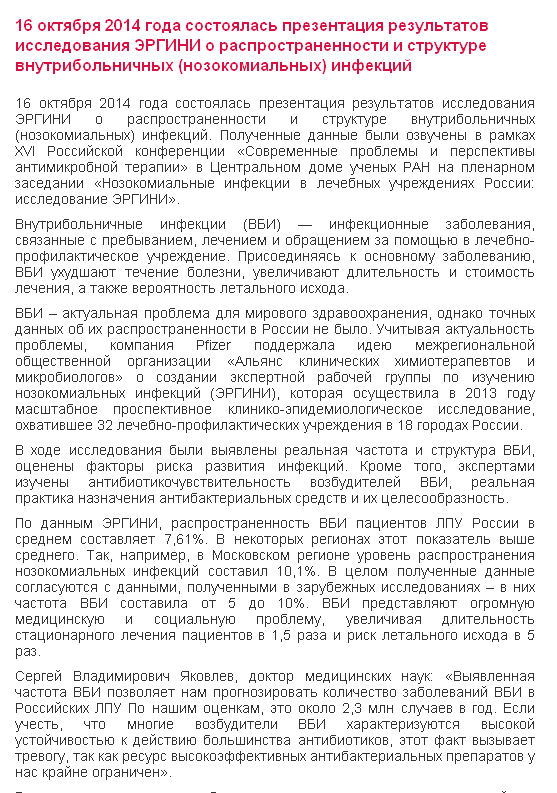 16 октября 2014 года состоялась презентация результатов
исследования ЭРГИНИ о распространенности и структуре
внутрибольничных (нозокомиальных) инфекций
16 октября 2014 года состоялась презентация результатов исследования
ЭРГИНИ о распространенности и структуре внутрибольничных
(нозокомиальных) инфекций. Полученные данные были озвучены в рамках
XVI Российской конференции «Современные проблемы и перспективы
антимикробной терапии» в Центральном доме ученых РАН на пленарном
заседании «Нозокомиальные инфекции в лечебных учреждениях России:
исследование ЭРГИНИ».
Внутрибольничные инфекции (ВБИ) — инфекционные заболевания,
связанные с пребыванием, лечением и обращением за помощью в лечебно-
профилактическое учреждение. Присоединяясь к основному заболеванию,
ВБИ ухудшают течение болезни, увеличивают длительность и стоимость
лечения, а также вероятность летального исхода.
ВБИ – актуальная проблема для мирового здравоохранения, однако точных
данных об их распространенности в России не было. Учитывая актуальность
проблемы, компания Pfizer поддержала идею межрегиональной
общественной организации «Альянс клинических химиотерапевтов и
микробиологов» о создании экспертной рабочей группы по изучению
нозокомиальных инфекций (ЭРГИНИ), которая осуществила в 2013 году
масштабное проспективное клинико-эпидемиологическое исследование,
охватившее 32 лечебно-профилактических учреждения в 18 городах России.
В ходе исследования были выявлены реальная частота и структура ВБИ,
оценены факторы риска развития инфекций. Кроме того, экспертами
изучены антибиотикочувствительность возбудителей ВБИ, реальная
практика назначения антибактериальных средств и их целесообразность.
По данным ЭРГИНИ, распространенность ВБИ пациентов ЛПУ России в
среднем составляет 7,61%. В некоторых регионах этот показатель выше
среднего. Так, например, в Московском регионе уровень распространения
нозокомиальных инфекций составил 10,1%. В целом полученные данные
согласуются с данными, полученными в зарубежных исследованиях – в них
частота ВБИ составила от 5 до 10%. ВБИ представляют огромную
медицинскую и социальную проблему, увеличивая длительность
стационарного лечения пациентов в 1,5 раза и риск летального исхода в 5
раз.
Сергей Владимирович Яковлев, доктор медицинских наук: «Выявленная
частота ВБИ позволяет нам прогнозировать количество заболеваний ВБИ в
Российских ЛПУ По нашим оценкам, это около 2,3 млн случаев в год. Если
учесть, что многие возбудители ВБИ характеризуются высокой
устойчивостью к действию большинства антибиотиков, этот факт вызывает
тревогу, так как ресурс высокоэффективных антибактериальных препаратов у
нас крайне ограничен».